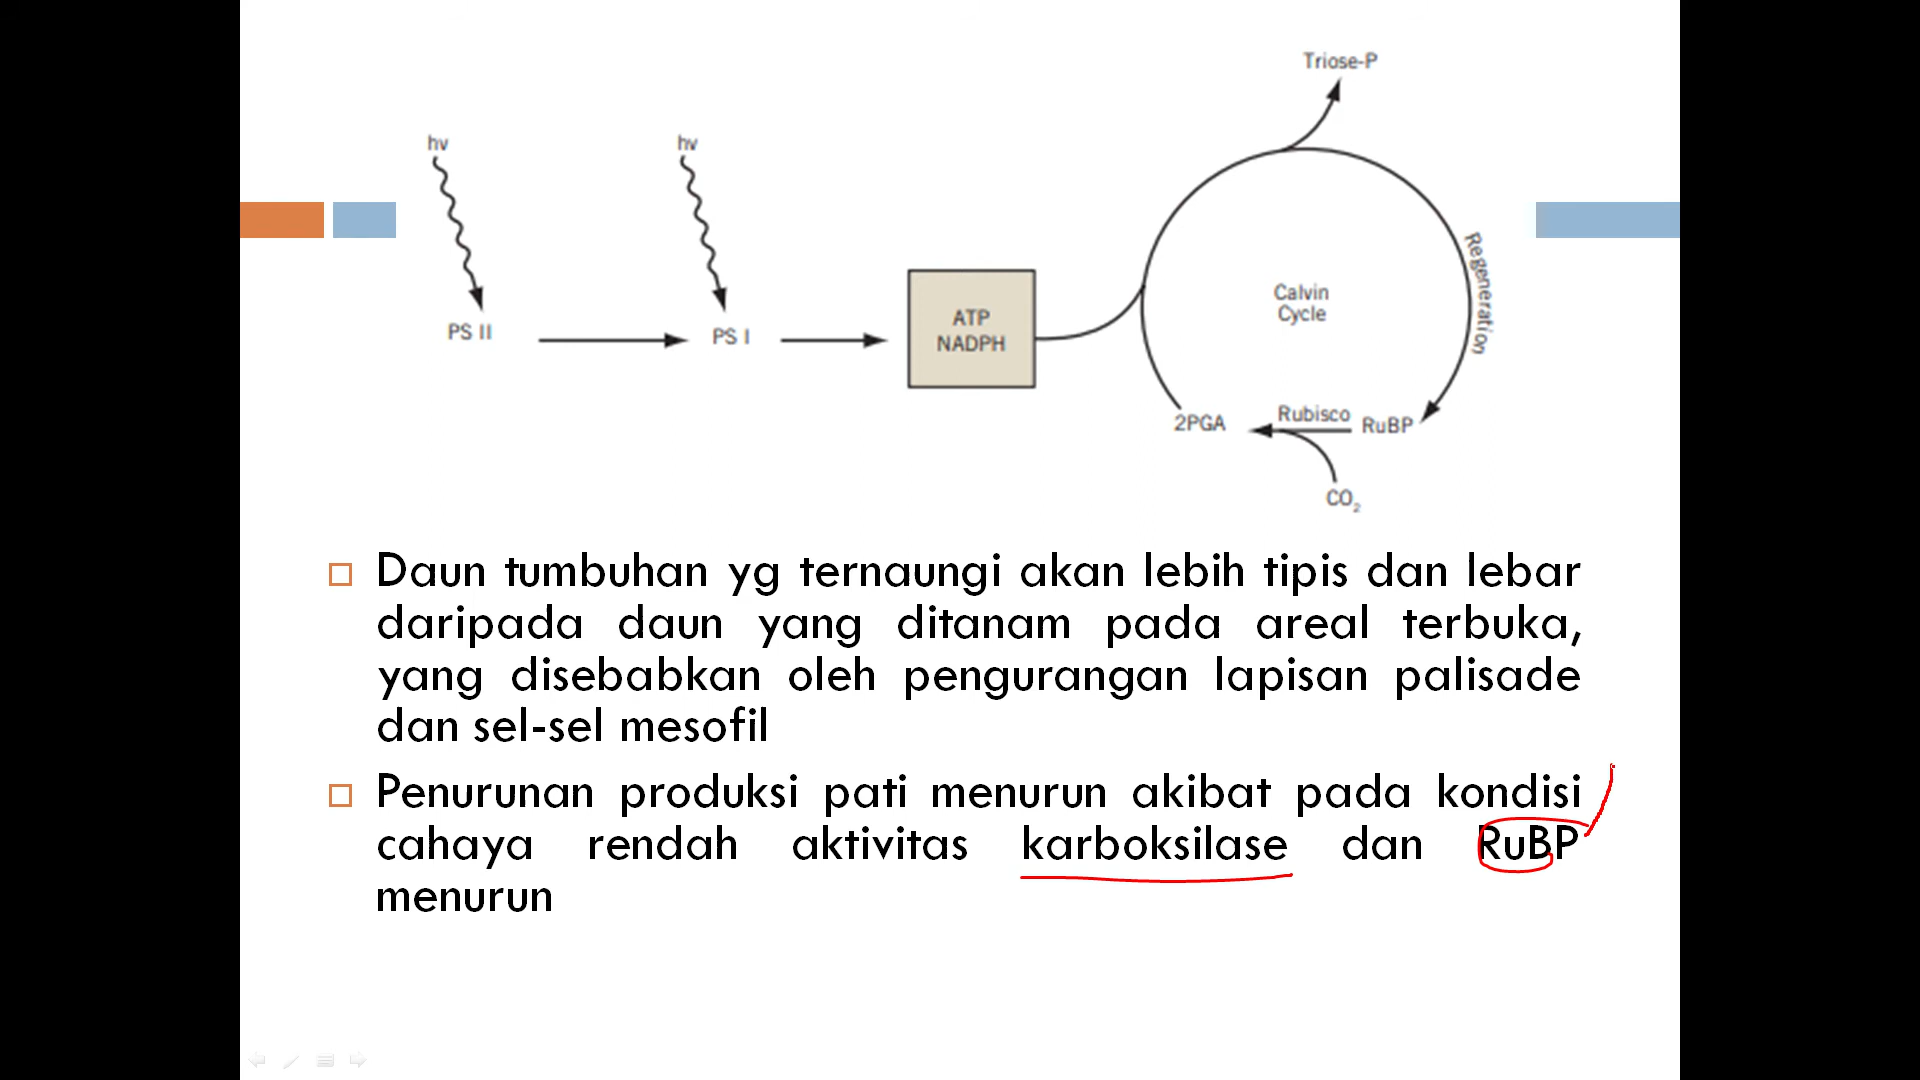 Triose-P
hv
hv
Regeneration
PS II
PS I
ATP
NADPH
Calvin
Cycle
2PGA
Rubisco
RuBP
CO₂
Daun tumbuhan yg ternaungi akan lebih tipis dan lebar
daripada daun yang ditanam pada areal terbuka,
yang disebabkan oleh pengurangan lapisan palisade
dan sel-sel mesofil
Penurunan produksi pati menurun akibat pada kondisi
cahaya rendah aktivitas karboksilase dan RuBP
menurun